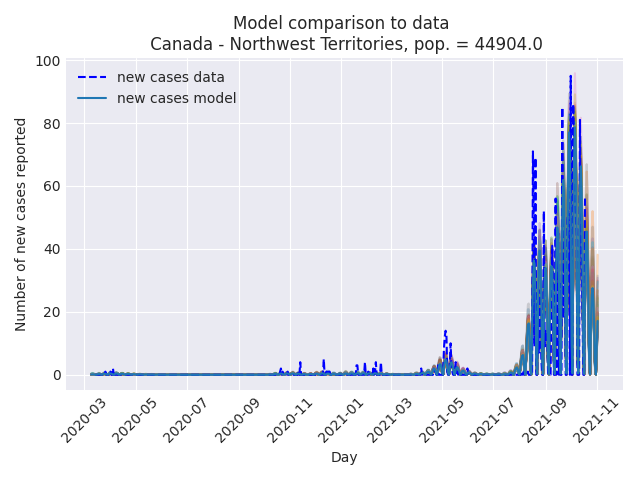 Model comparison to data
Canada - Northwest Territories, pop. = 44904.0
new cases data
new cases model
Number of new cases reported
100
80
60
40
20
0
2020-03
2020-05
2020-07
2020-09
2020-11
2021-01
2021-03
2021-05
2021-07
2021-09
2021-11
Day